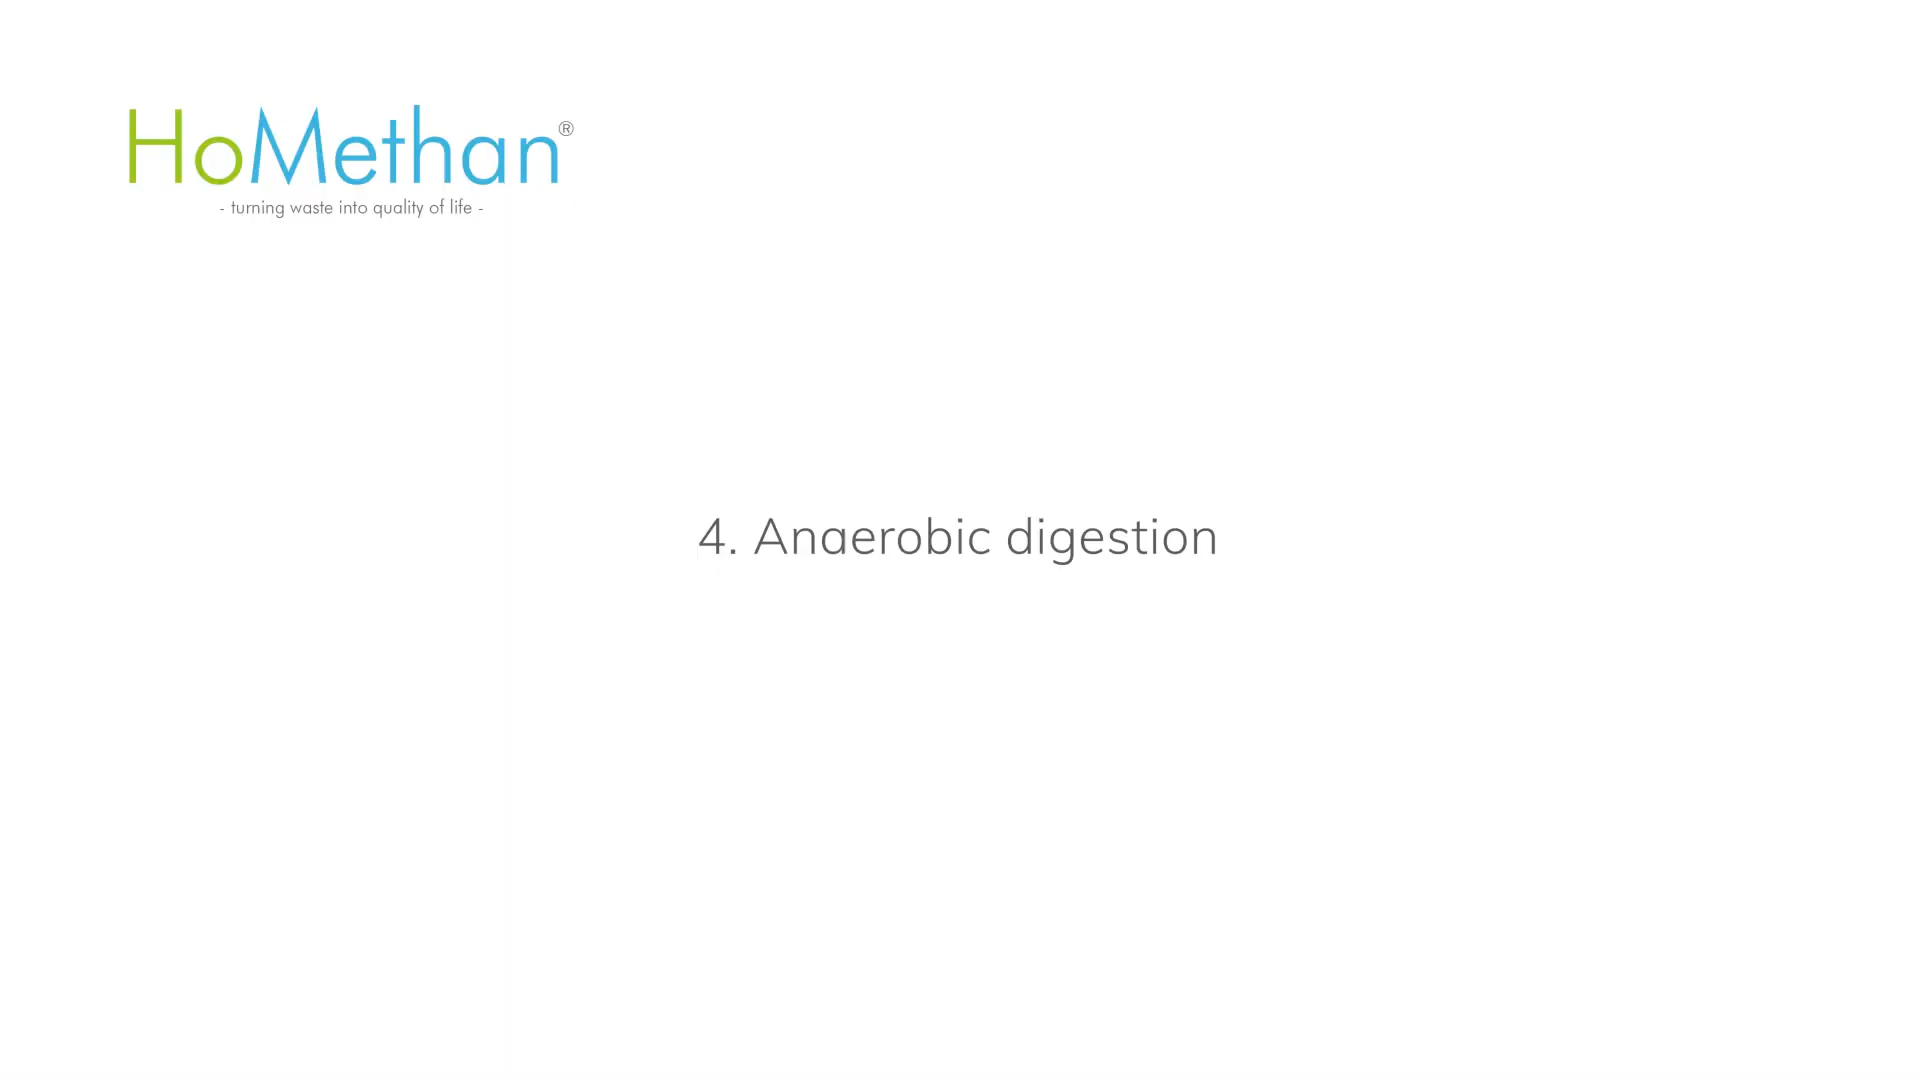 HoMethan®
- turning waste into quality of life -
4. Anaerobic digestion